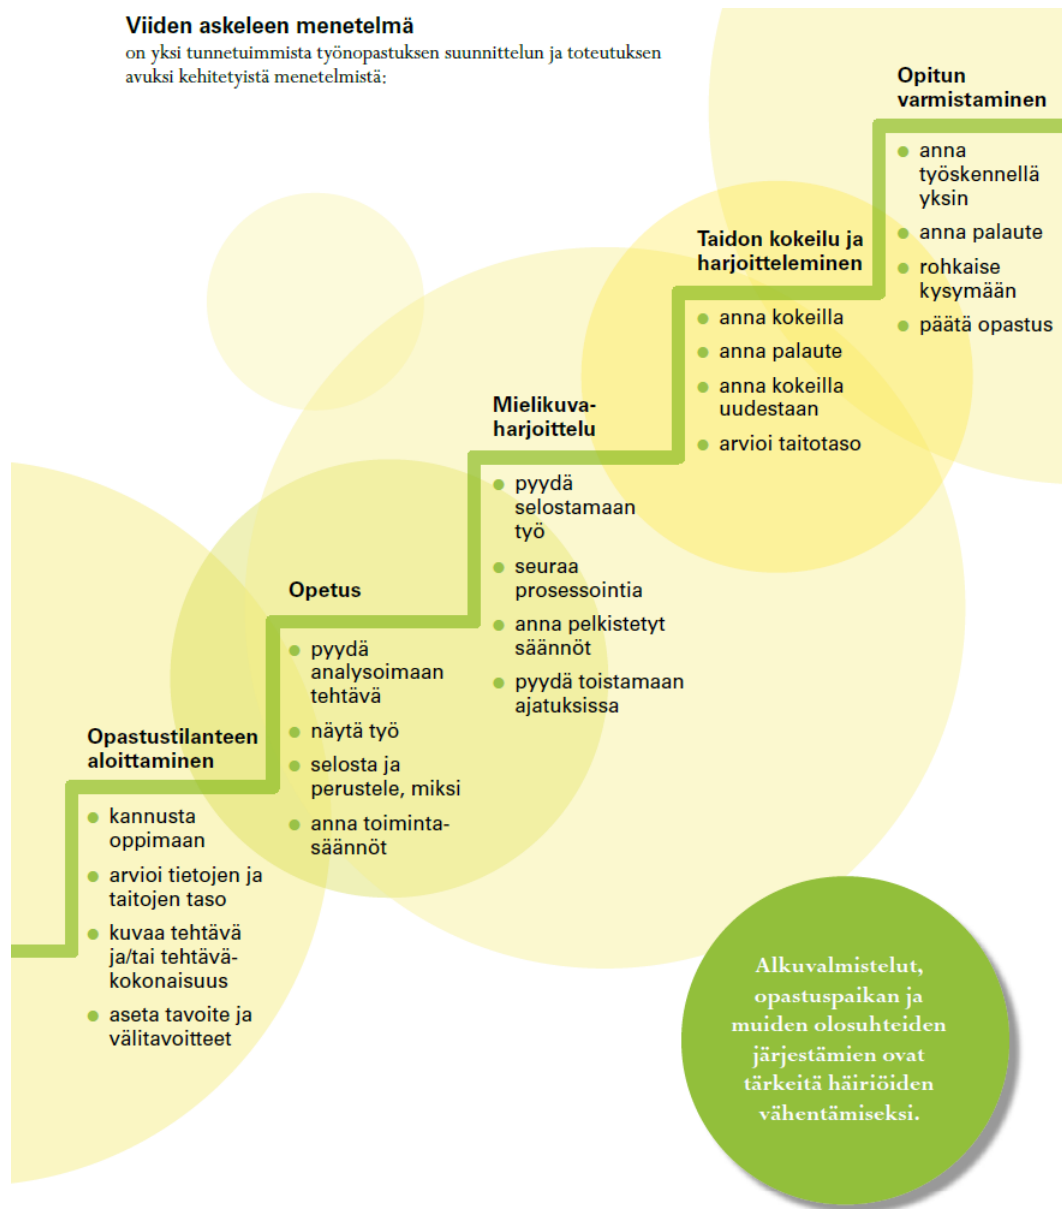 Viiden askeleen menetelmä
on yksi tunnetuimmista työnopastuksen suunnittelun ja toteutuksen
avuksi kehitetyistä menetelmistä:
Opastustilanteen
aloittaminen
kannusta
oppimaan
arvioi tietojen ja
taitojen taso
kuvaa tehtävä
ja/tai tehtävä-
kokonaisuus
aseta tavoite ja
välitavoitteet
Opetus
pyydä
analysoimaan
tehtävä
näytä työ
selosta ja
perustele, miksi
anna toiminta-
säännöt
Mielikuva-
harjoittelu
pyydä
selostamaan
työ
seuraa
prosessointia
anna pelkistetyt
säännöt
pyydä toistamaan
ajatuksissa
Taidon kokeilu ja
harjoitteleminen
anna kokeilla
anna palaute
anna kokeilla
uudestaan
arvioi taitotaso
Opitun
varmistaminen
anna
työskennellä
yksin
anna palaute
rohkaise
kysymään
päätä opastus
Alkuvalmistelut,
opastuspaikan ja
muiden olosuhteiden
järjestämien ovat
tärkeitä häiriöiden
vähentämiseksi.